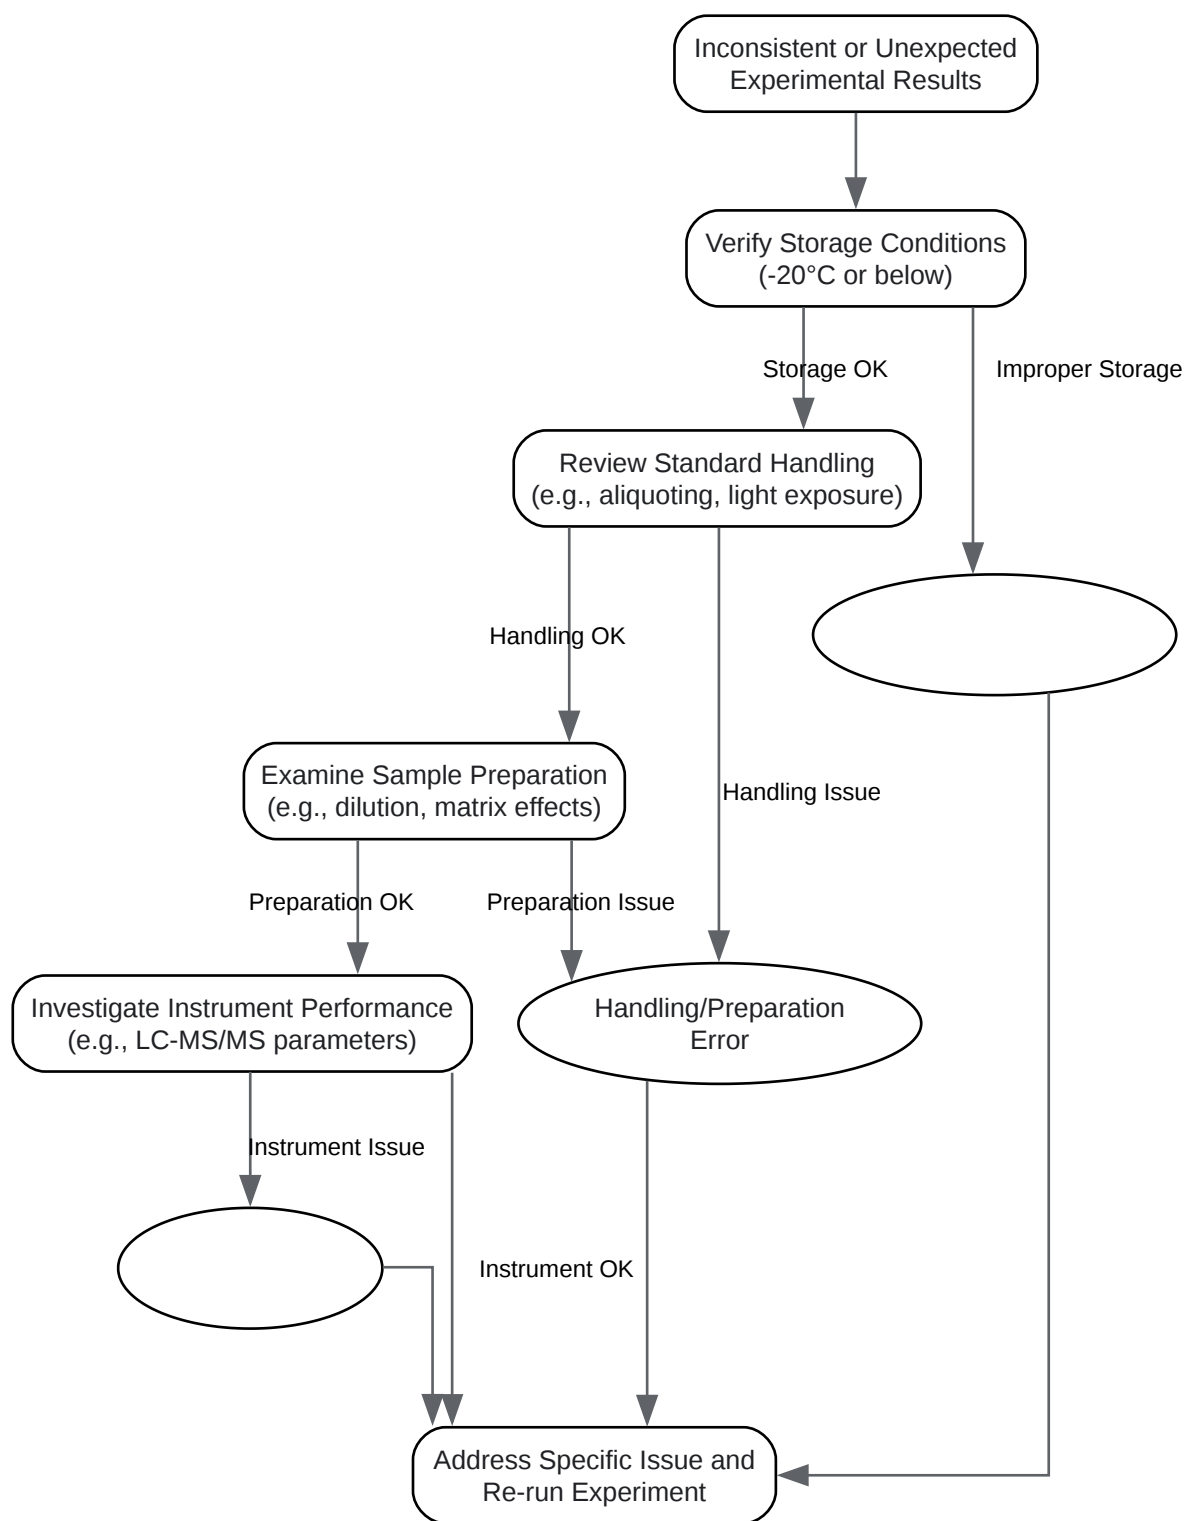 Inconsistent or Unexpected
Experimental Results
Verify Storage Conditions
(-20°C or below)
Storage OK
Improper Storage
Review Standard Handling
(e.g., aliquoting, light exposure)
Handling OK
Examine Sample Preparation
(e.g., dilution, matrix effects)
Handling Issue
Preparation OK
Preparation Issue
Investigate Instrument Performance
(e.g., LC-MS/MS parameters)
Handling/Preparation
Error
Instrument Issue
Instrument OK
Address Specific Issue and
Re-run Experiment